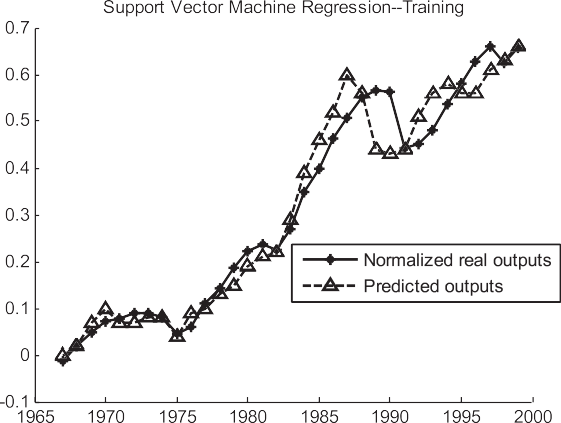 Support Vector Machine Regression--Training
0.7
0.6
0.5
0.4
0.3
0.2
0.1
0
-0.1
Normalized real outputs
Predicted outputs
1965 1970 1975 1980 1985 1990 1995 2000